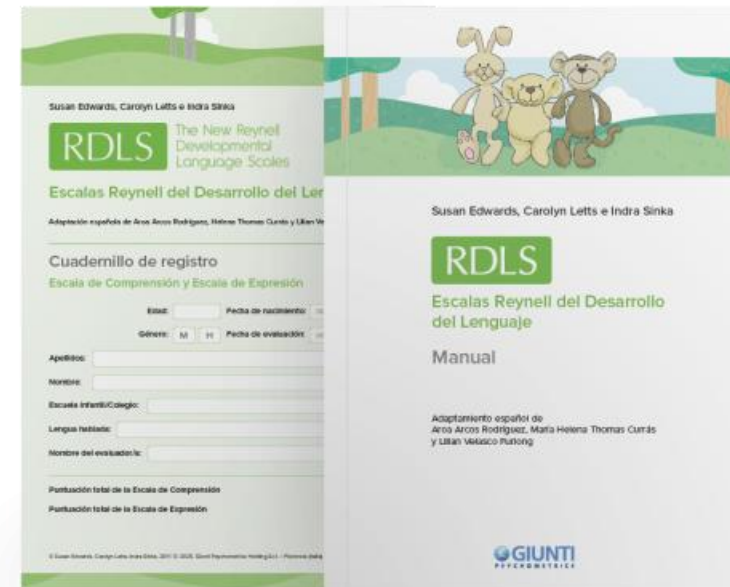 Susan Edwards, Carolyn Letts e Indra Sinka
RDLS
The New Reynell
Developmental
Language Scales
Escalas Reynell del Desarrollo del Len
Adaptación española de Aroa Arcos Rodríguez, Helena Thomas Currás y Lilian Ve
Cuadernillo de registro
Escala de Comprensión y Escala de Expresión
Edad:
Fecha de nacimiento:
Género: M H
Fecha de evaluación:
Apellidos:
Nombre:
Escuela Infantil/Colegio:
Lengua hablada:
Nombre del evaluador/a:
Puntuación total de la Escala de Comprensión
Puntuación total de la Escala de Expresión
Susan Edwards, Carolyn Letts e Indra Sinka
RDLS
Escalas Reynell del Desarrollo
del Lenguaje
Manual
Adaptamiento español de
Aroa Arcos Rodríguez, María Helena Thomas Currás
y Lilian Velasco Furlong
GIUNTI
PSYCHOMETRICS